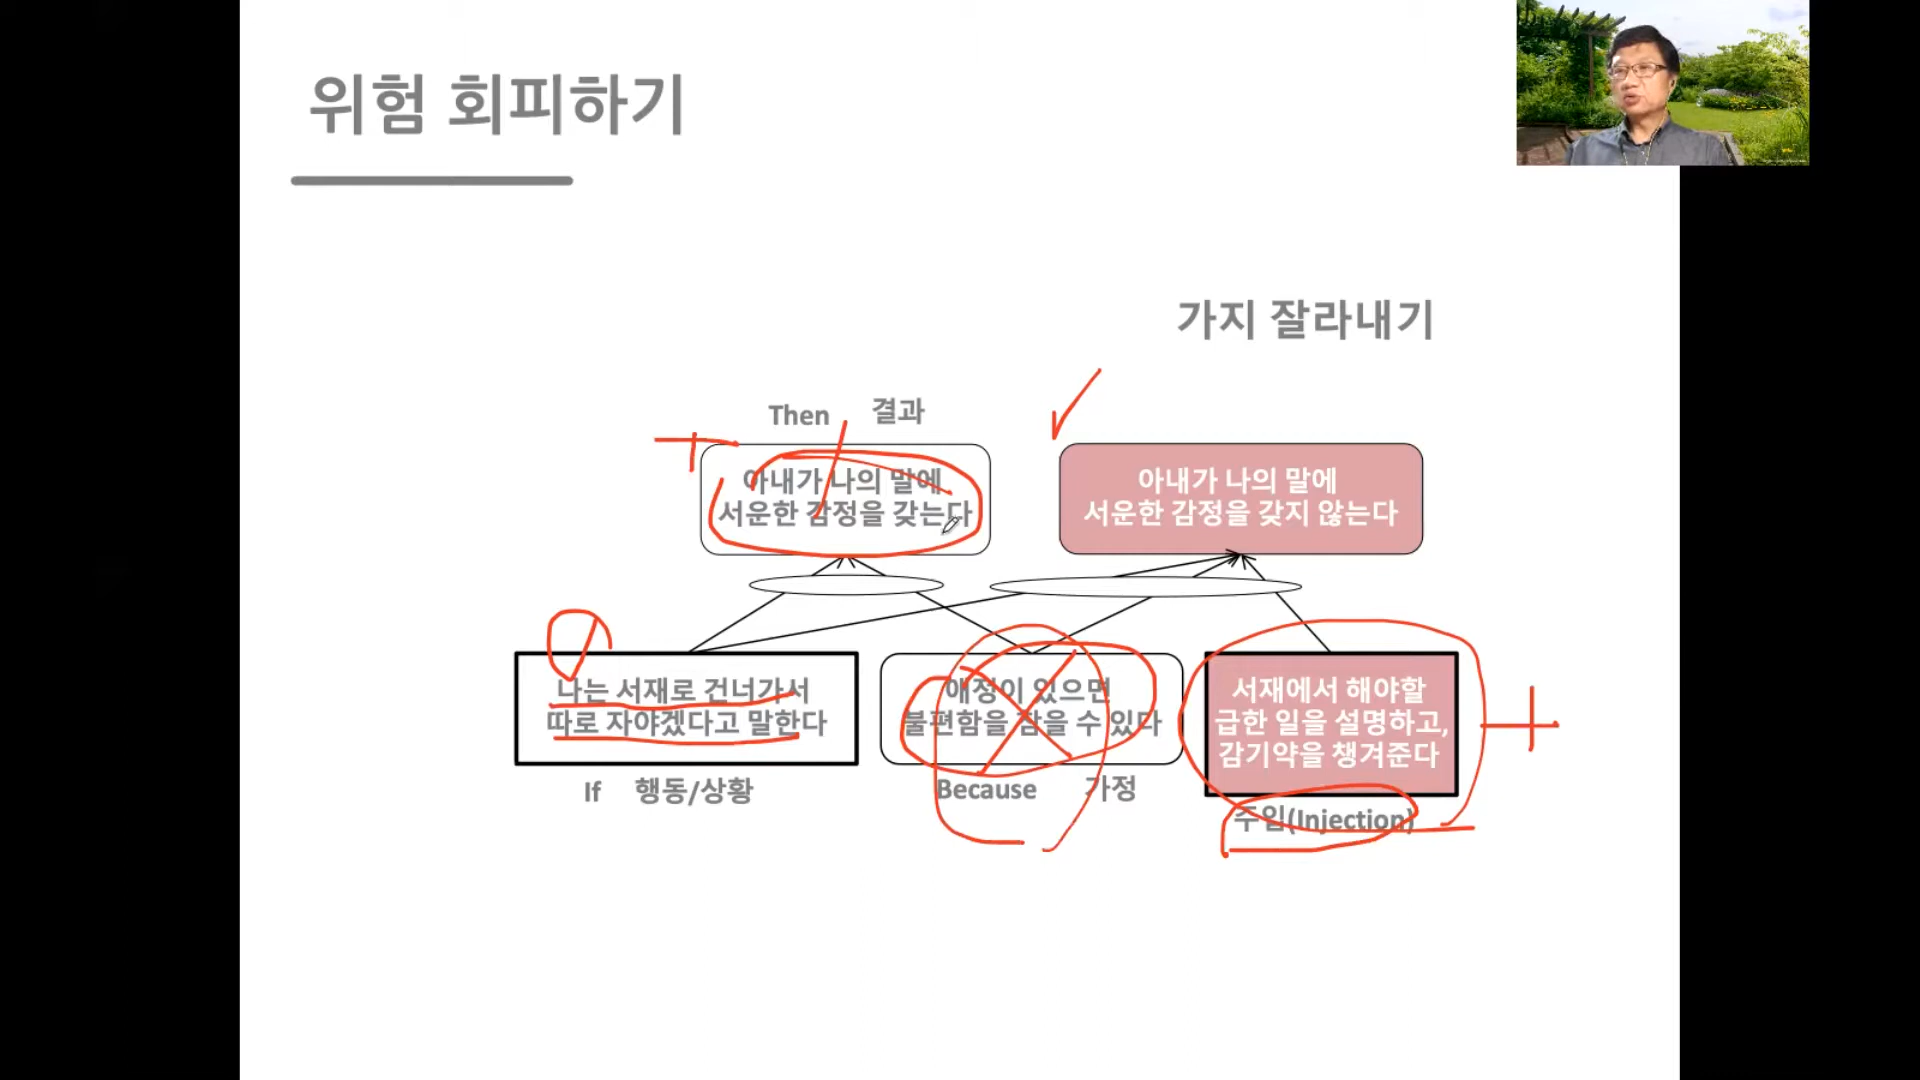 위험 회피하기
가지 잘라내기
Then 결과
아내가 나의 말에
서운한 감정을 갖는다
아내가 나의 말에
서운한 감정을 갖지 않는다
나는 서재로 건너가서
따로 자야겠다고 말한다
If 행동/상황
애정이 있으면
불편함을 참을 수 있다
Because 가정
서재에서 해야할
급한 일을 설명하고,
감기약을 챙겨준다
주입(Injection)